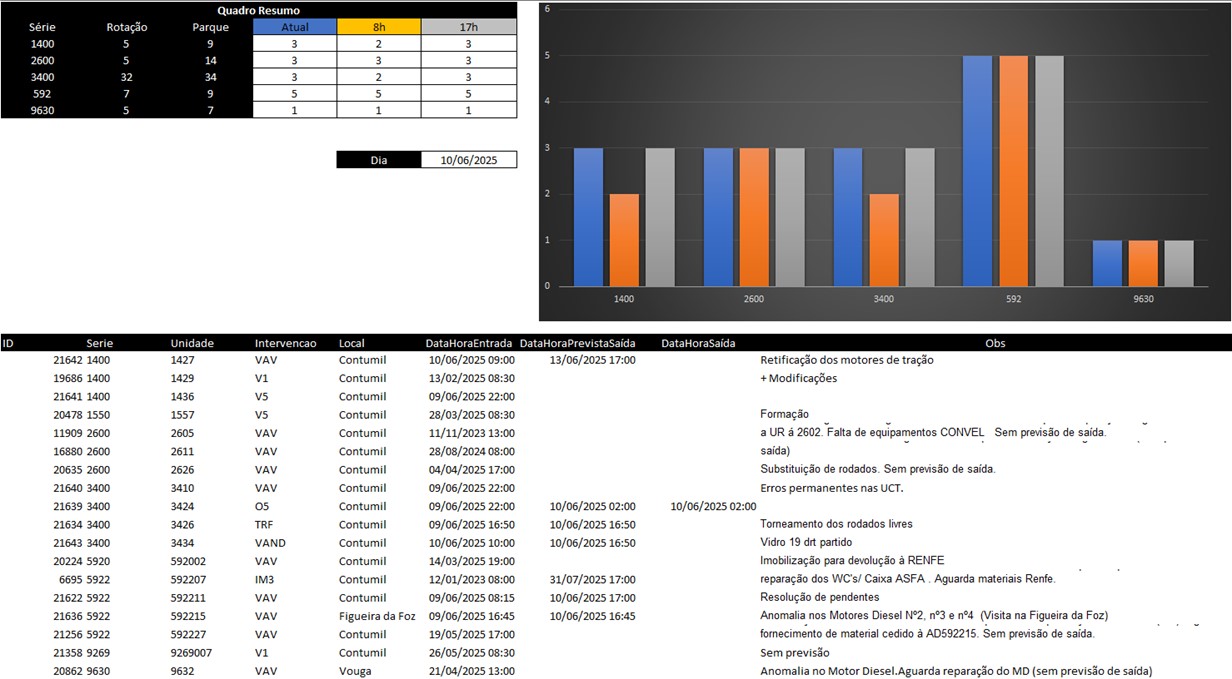 Quadro Resumo
Série Rotação Parque Atual 8h 17h
1400 5 9 3 2 3
2600 5 14 3 3 3
3400 32 34 3 2 3
592 7 9 5 5 5
9630 5 7 1 1 1
Dia 10/06/2025
6
5
4
3
2
1
0
1400 2600 3400 592 9630
ID Serie Unidade Intervencao Local DataHoraEntrada DataHoraPrevistaSaída DataHoraSaída Obs
21642 1400 1427 VAV Contumil 10/06/2025 09:00 13/06/2025 17:00 Retificação dos motores de tração
19686 1400 1429 V1 Contumil 13/02/2025 08:30 + Modificações
21641 1400 1436 V5 Contumil 09/06/2025 22:00
20478 1550 1557 V5 Contumil 28/03/2025 08:30 Formação
11909 2600 2605 VAV Contumil 11/11/2023 13:00 a UR á 2602. Falta de equipamentos CONVEL Sem previsão de saída.
16880 2600 2611 VAV Contumil 28/08/2024 08:00 saída)
20635 2600 2626 VAV Contumil 04/04/2025 17:00 Substituição de rodados. Sem previsão de saída.
21640 3400 3410 VAV Contumil 09/06/2025 22:00 Erros permanentes nas UCT.
21639 3400 3424 O5 Contumil 09/06/2025 22:00 10/06/2025 02:00 10/06/2025 02:00
21634 3400 3426 TRF Contumil 09/06/2025 16:50 10/06/2025 16:50 Torneamento dos rodados livres
21643 3400 3434 VAND Contumil 10/06/2025 10:00 10/06/2025 16:50 Vidro 19 drt partido
20224 5920 592002 VAV Contumil 14/03/2025 19:00 Imobilização para devolução à RENFE
6695 5922 592207 IM3 Contumil 12/01/2023 08:00 31/07/2025 17:00 reparação dos WC's/ Caixa ASFA . Aguarda materiais Renfe.
21622 5922 592211 VAV Contumil 09/06/2025 08:15 10/06/2025 17:00 Resolução de pendentes
21636 5922 592215 VAV Figueira da Foz 09/06/2025 16:45 10/06/2025 16:45 Anomalia nos Motores Diesel Nº2, nº3 e nº4 (Visita na Figueira da Foz)
21256 5922 592227 VAV Contumil 19/05/2025 17:00 fornecimento de material cedido à AD592215. Sem previsão de saída.
21358 9269 9269007 V1 Contumil 26/05/2025 08:30 Sem previsão
20862 9630 9632 VAV Vouga 21/04/2025 13:00 Anomalia no Motor Diesel.Aguarda reparação do MD (sem previsão de saída)